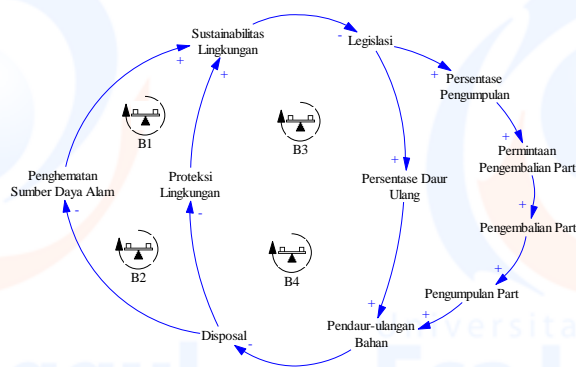 Sustainabilitas
Lingkungan
-
Legislasi
+
+
+
Persentase
Pengumpulan
+
Permintaan
Pengembalian Part
B1
B3
Penghematan
Sumber Daya Alam
Proteksi
Lingkungan
+
Persentase Daur
Ulang
-
-
+
Pengembalian Part
B2
B4
+
Pengumpulan Part
+
+
Disposal
-
Pendaur-ulangan
Bahan